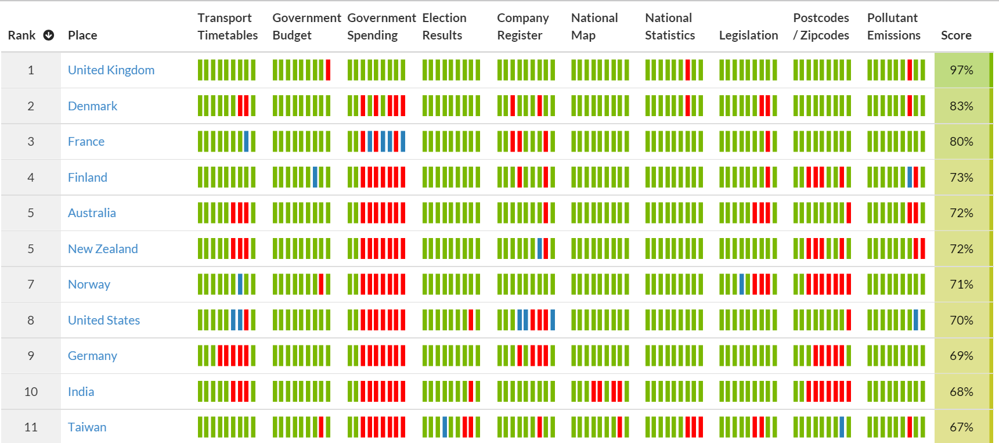 Transport Government Government Election Company National National Postcodes Pollutant
Rank Place Timetables Budget Spending Results Register Map Statistics Legislation / Zipcodes Emissions Score
1 United Kingdom 97%
2 Denmark 83%
3 France 80%
4 Finland 73%
5 Australia 72%
5 New Zealand 72%
7 Norway 71%
8 United States 70%
9 Germany 69%
10 India 68%
11 Taiwan 67%